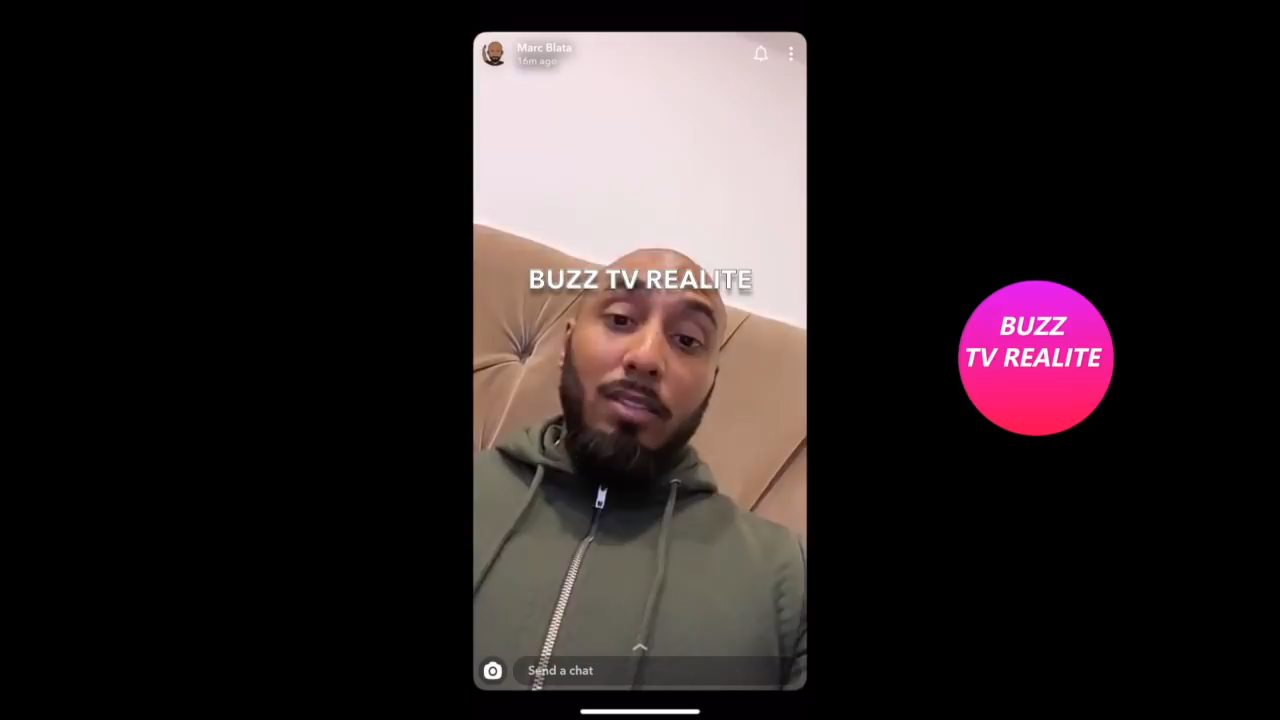 Marc Blata
16m ago
BUZZ TV REALITE
BUZZ
TV REALITE
Send a chat